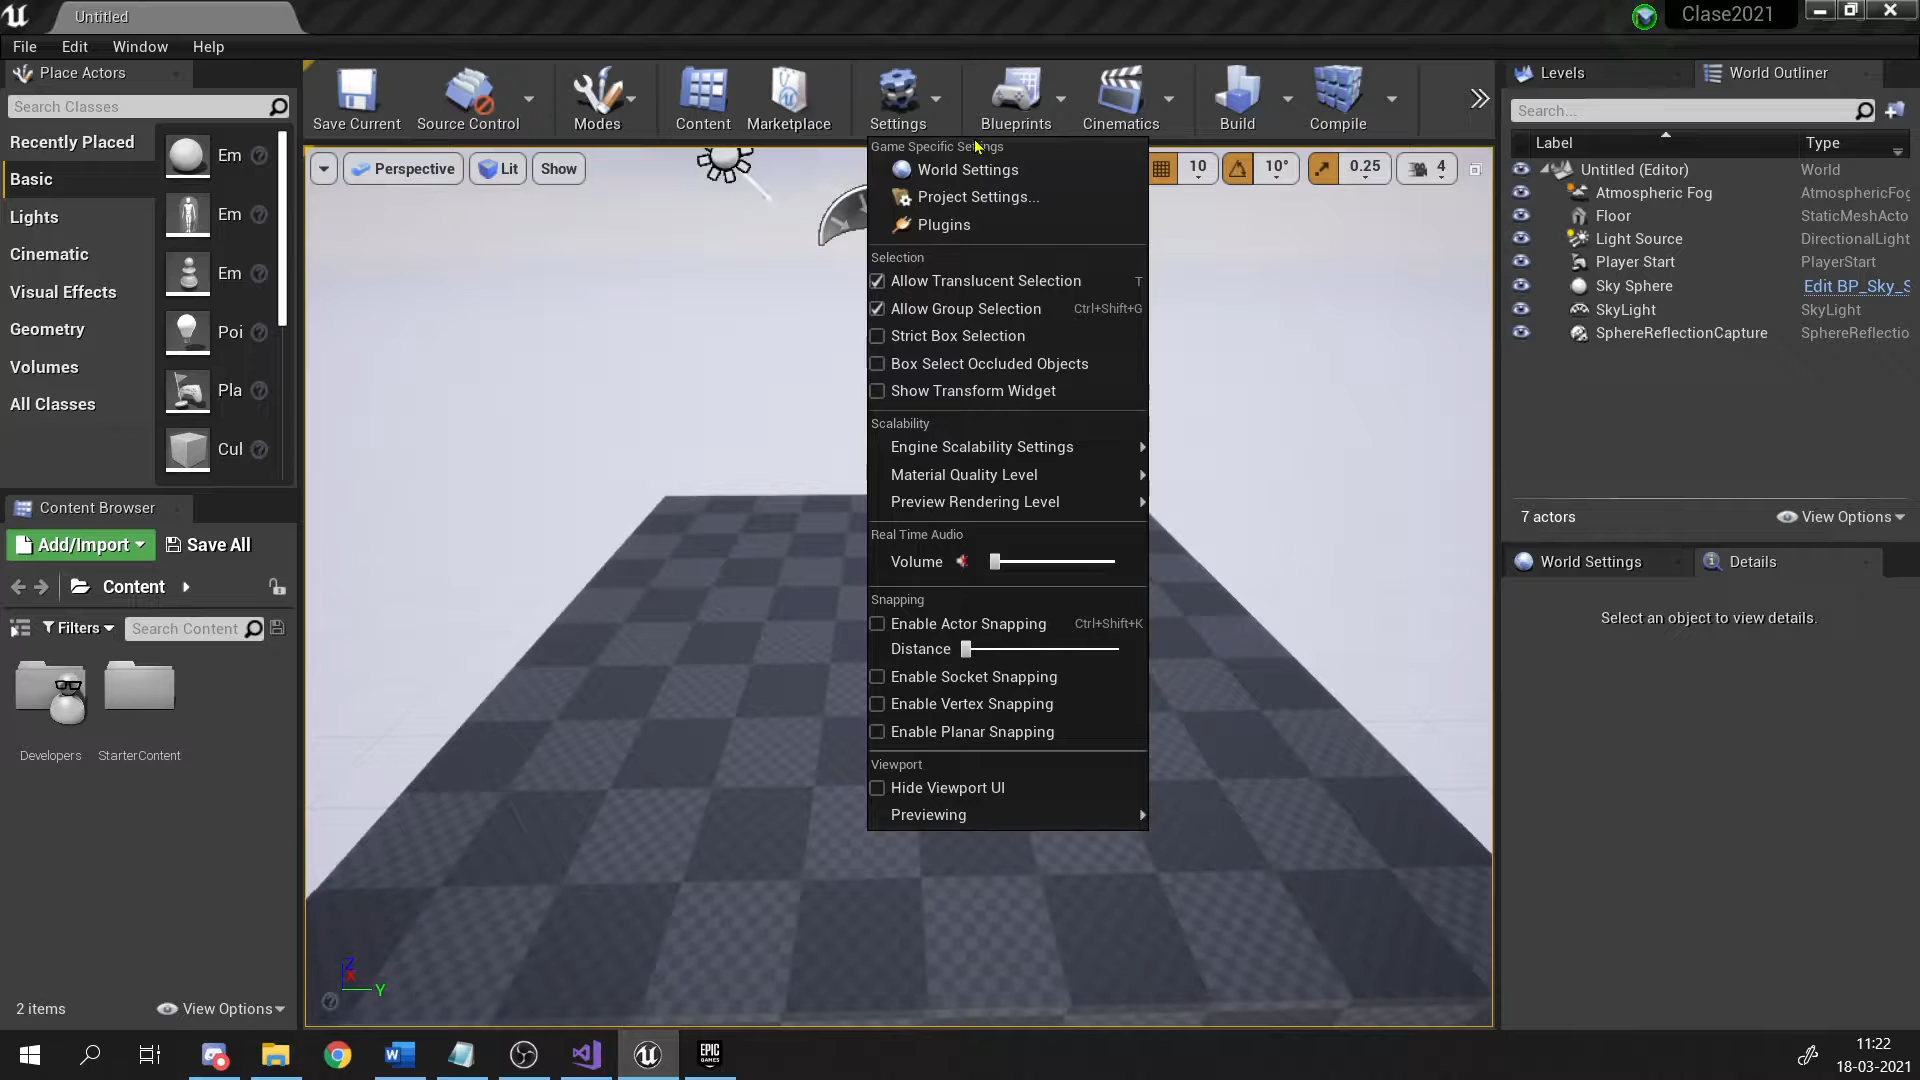 Untitled
Clase2021
File Edit Window Help
Place Actors
Search Classes
Recently Placed
Basic
Lights
Cinematic
Visual Effects
Geometry
Volumes
All Classes
Em
Em
Em
Poi
Pla
Cul
Content Browser
Add/Import Save All
Content
Filters Search Content
Developers StarterContent
2 items View Options
Save Current Source Control Modes Content Marketplace Settings Blueprints Cinematics Build Compile
Perspective Lit Show
10 10° 0.25 4
Game Specific Settings
World Settings
Project Settings...
Plugins
Selection
Allow Translucent Selection T
Allow Group Selection Ctrl+Shift+G
Strict Box Selection
Box Select Occluded Objects
Show Transform Widget
Scalability
Engine Scalability Settings
Material Quality Level
Preview Rendering Level
Real Time Audio
Volume
Snapping
Enable Actor Snapping Ctrl+Shift+K
Distance
Enable Socket Snapping
Enable Vertex Snapping
Enable Planar Snapping
Viewport
Hide Viewport UI
Previewing
Z
X
Y
Levels World Outliner
Search...
Label Type
Untitled (Editor) World
Atmospheric Fog AtmosphericFog
Floor StaticMeshActo
Light Source DirectionalLight
Player Start PlayerStart
Sky Sphere Edit BP_Sky_S
SkyLight SkyLight
SphereReflectionCapture SphereReflectio
7 actors View Options
World Settings Details
Select an object to view details.
EPIC
GAMES
11:22
18-03-2021